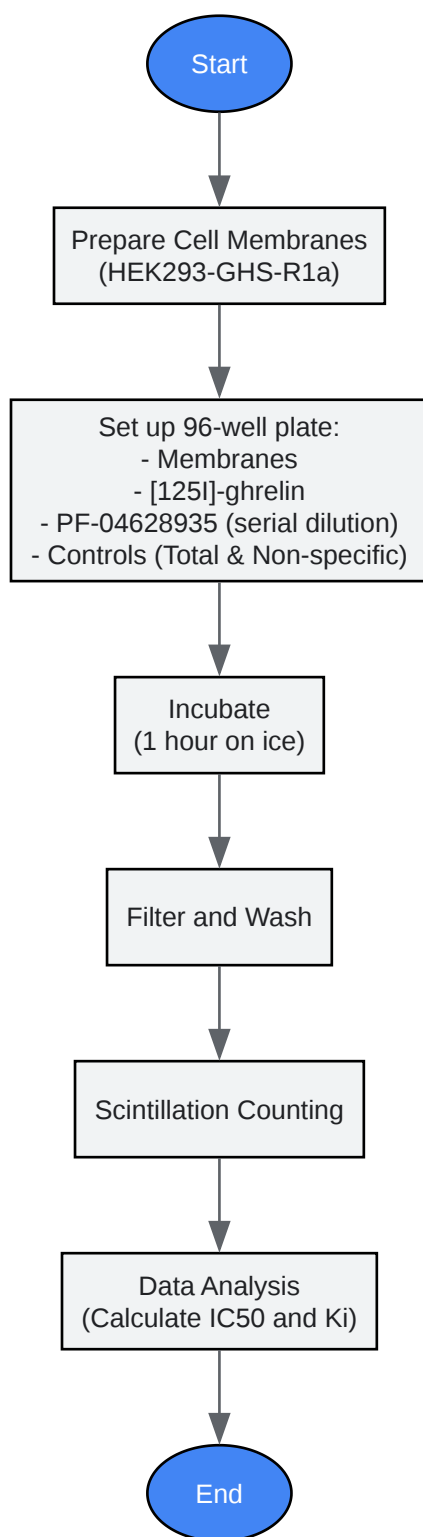 Start
Prepare Cell Membranes
(HEK293-GHS-R1a)
Set up 96-well plate:
- Membranes
- [125I]-ghrelin
- PF-04628935 (serial dilution)
- Controls (Total & Non-specific)
Incubate
(1 hour on ice)
Filter and Wash
Scintillation Counting
Data Analysis
(Calculate IC50 and Ki)
End